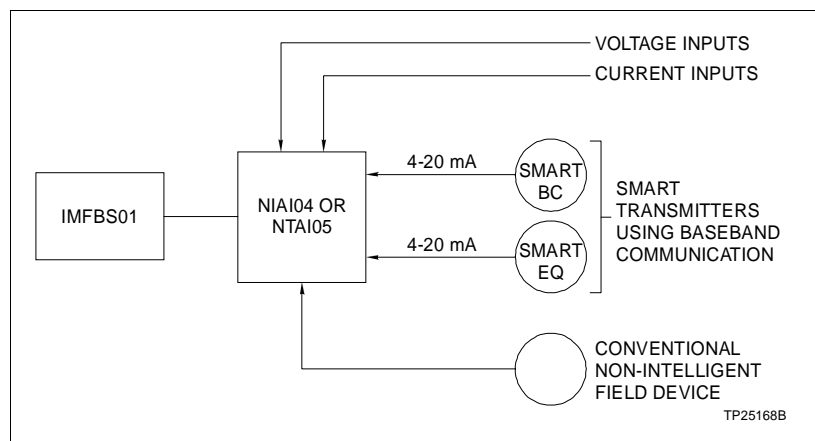 VOLTAGE INPUTS
CURRENT INPUTS
4-20 mA
SMART
BC
IMFBS01
NIAI04 OR
NTAI05
SMART
TRANSMITTERS
USING BASEBAND
COMMUNICATION
4-20 mA
SMART
EQ
CONVENTIONAL
NON-INTELLIGENT
FIELD DEVICE
TP25168B